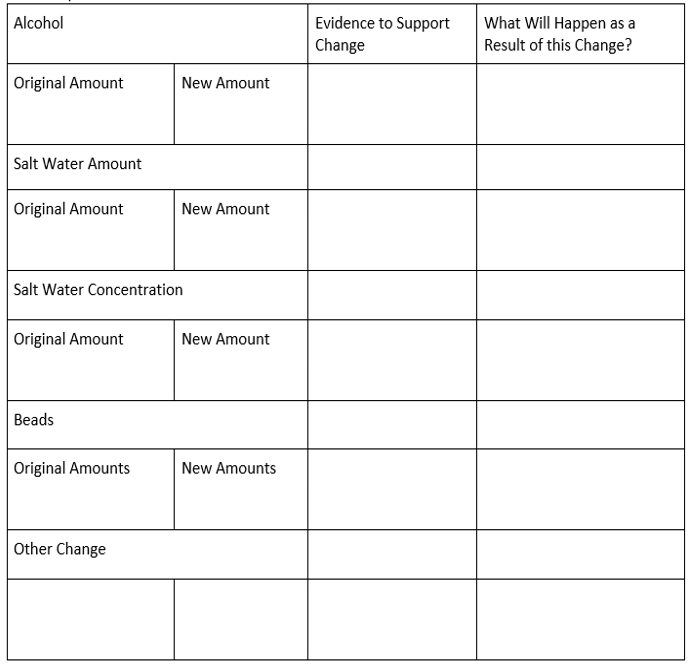 Alcohol
Evidence to Support
Change
What Will Happen as a
Result of this Change?
Original Amount
New Amount
Salt Water Amount
Original Amount
New Amount
Salt Water Concentration
Original Amount
New Amount
Beads
Original Amounts
New Amounts
Other Change